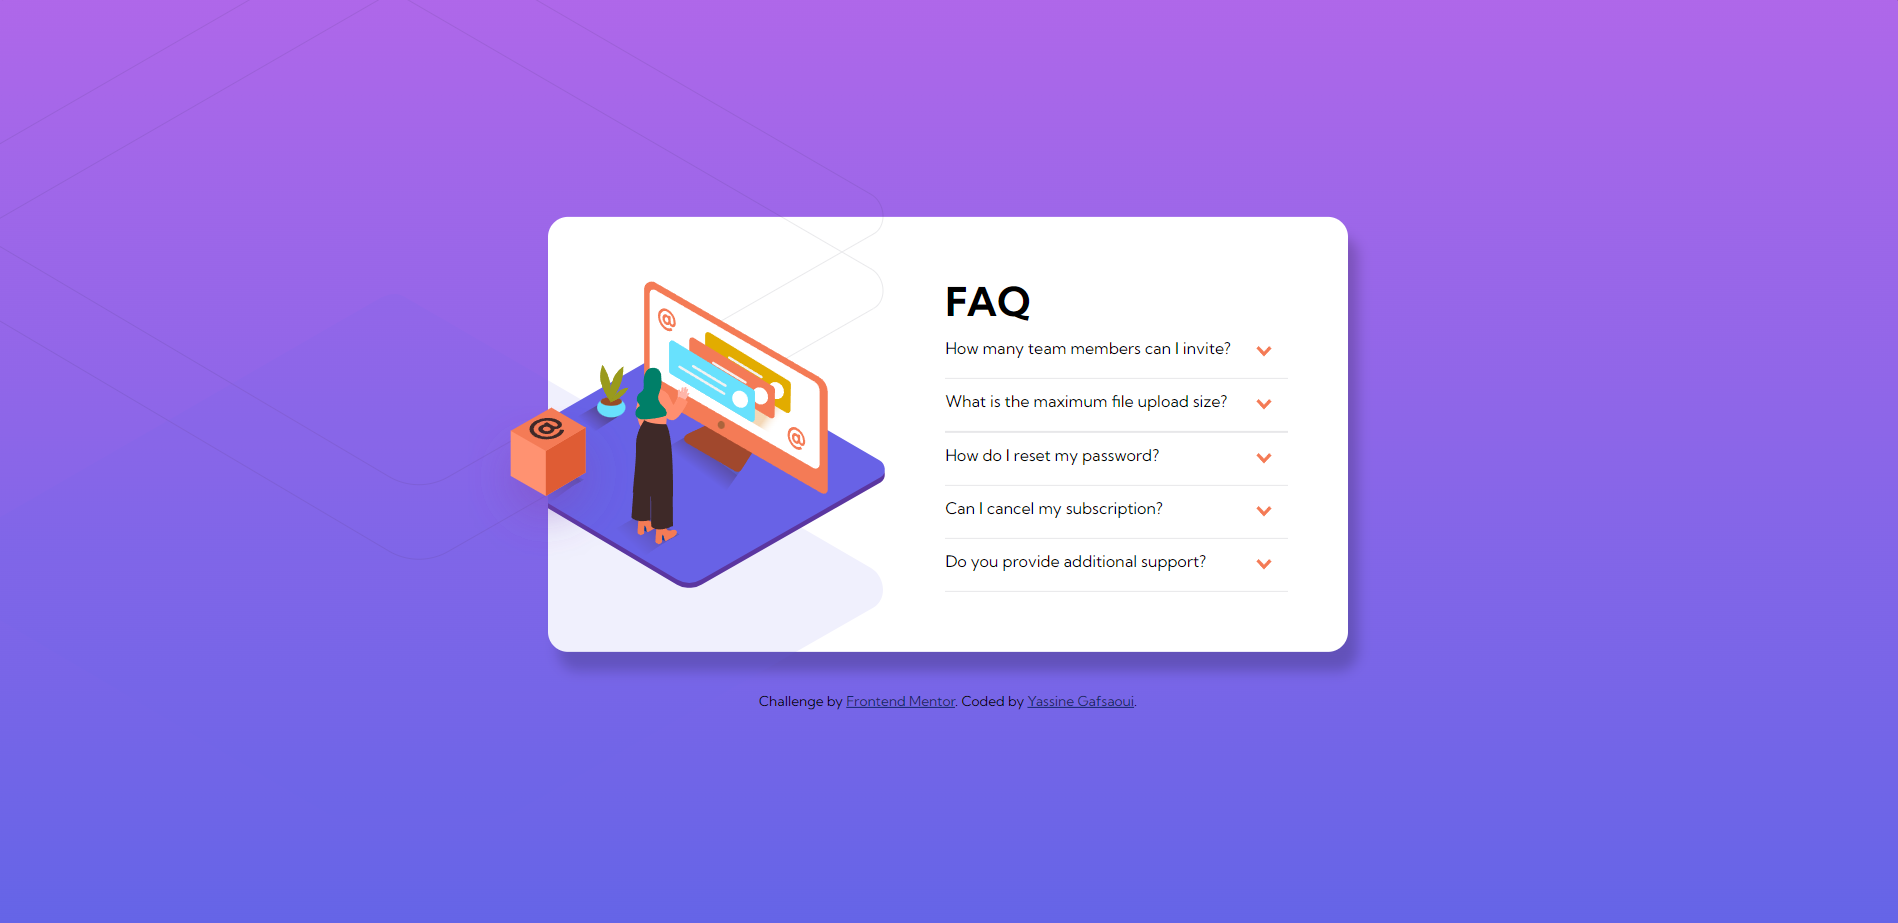 FAQ
How many team members can I invite?
What is the maximum file upload size?
How do I reset my password?
Can I cancel my subscription?
Do you provide additional support?
@
@
@
Challenge by Frontend Mentor. Coded by Yassine Gafsaoui.